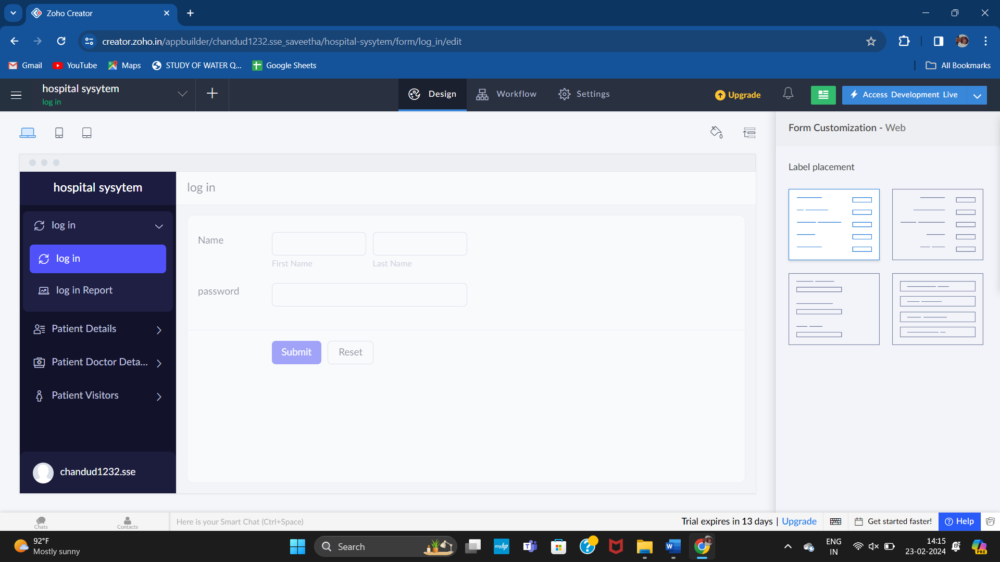 Zoho Creator
creator.zoho.in/appbuilder/chandud1232.sse_saveetha/hospital-sysytem/form/log_in/edit
Gmail YouTube Maps STUDY OF WATER Q... Google Sheets All Bookmarks
hospital sysytem
log in
Design Workflow Settings Upgrade Access Development Live
Form Customization - Web
Label placement
hospital sysytem
log in
log in
log in Report
Patient Details
Patient Doctor Deta...
Patient Visitors
chandud1232.sse
log in
Name
First Name Last Name
password
Submit Reset
Chats Contacts Here is your Smart Chat (Ctrl+Space) Trial expires in 13 days | Upgrade Get started faster! Help
92°F
Mostly sunny
Search
myhp
ENG
IN
14:15
23-02-2024
PRE